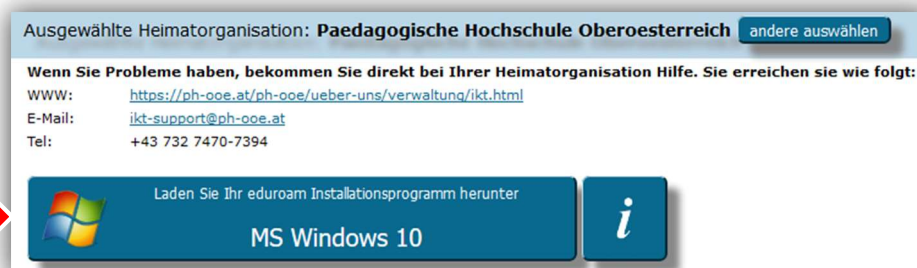 Ausgewählte Heimatorganisation: Paedagogische Hochschule Oberoesterreich andere auswählen
Wenn Sie Probleme haben, bekommen Sie direkt bei Ihrer Heimatorganisation Hilfe. Sie erreichen sie wie folgt:
WWW: https://ph-ooe.at/ph-ooe/ueber-uns/verwaltung/ikt.html
E-Mail: ikt-support@ph-ooe.at
Tel: +43 732 7470-7394
Laden Sie Ihr eduroam Installationsprogramm herunter
MS Windows 10
i